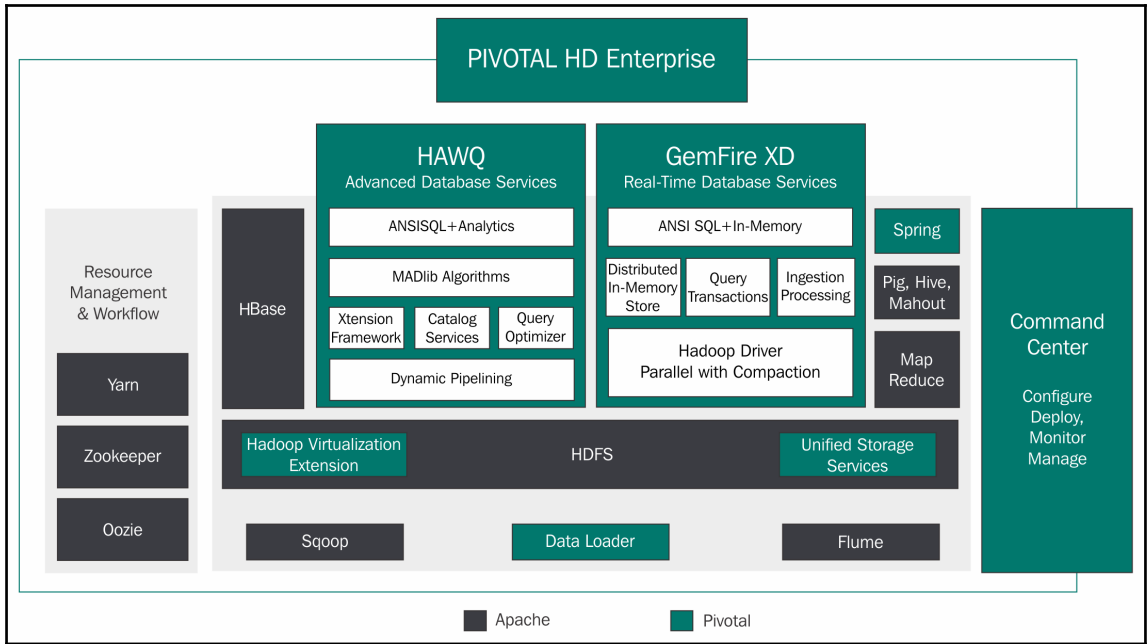 PIVOTAL HD Enterprise
HAWQ
Advanced Database Services
ANSISQL+Analytics
MADlib Algorithms
Xtension
Framework
Catalog
Services
Query
Optimizer
Dynamic Pipelining
GemFire XD
Real-Time Database Services
ANSI SQL+In-Memory
Distributed
In-Memory
Store
Query
Transactions
Ingestion
Processing
Hadoop Driver
Parallel with Compaction
Resource
Management
& Workflow
Yarn
Zookeeper
Oozie
HBase
Spring
Pig, Hive,
Mahout
Map
Reduce
Command
Center
Configure
Deploy,
Monitor
Manage
Hadoop Virtualization
Extension
HDFS
Unified Storage
Services
Sqoop
Data Loader
Flume
Apache
Pivotal